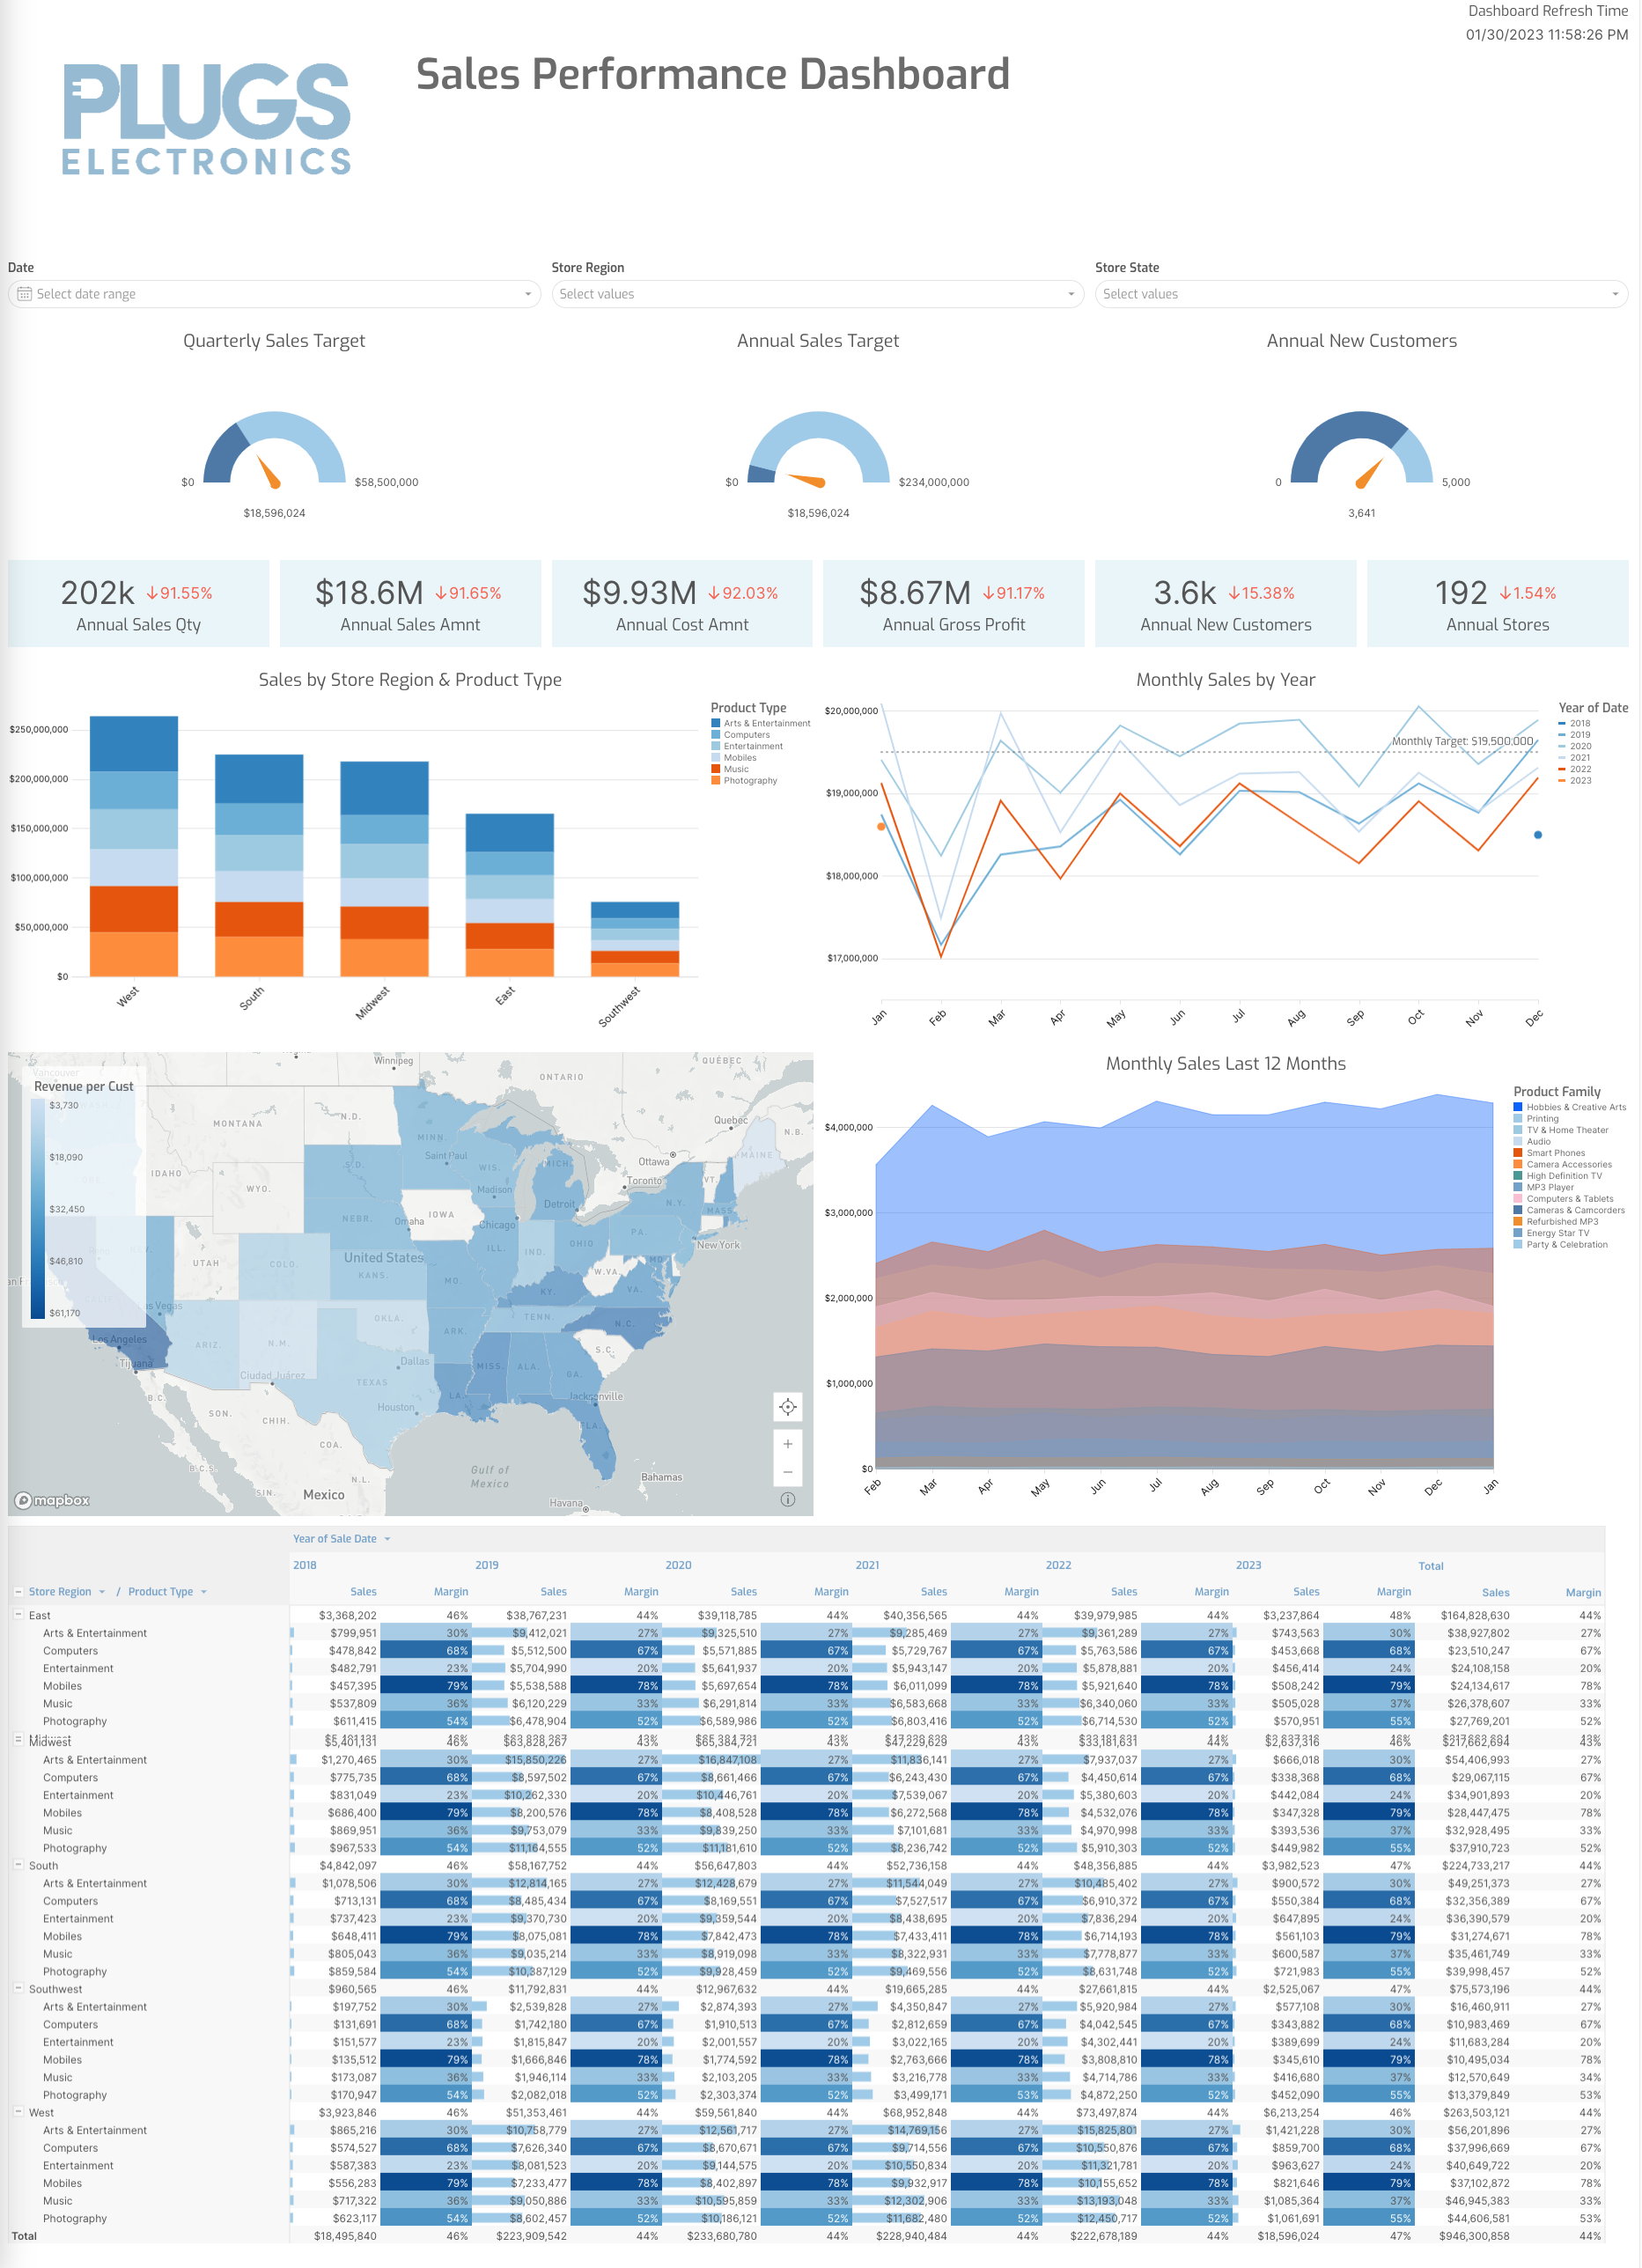 Dashboard Refresh Time
01/30/2023 11:58:26 PM
PLUGS
ELECTRONICS
Sales Performance Dashboard
Date
Store Region
Store State
Select date range
Select values
Select values
Quarterly Sales Target
Annual Sales Target
Annual New Customers
$0
$58,500,000
$18,596,024
$0
$234,000,000
$18,596,024
0
5,000
3,641
202k ↓91.55%
Annual Sales Qty
$18.6M ↓91.65%
Annual Sales Amnt
$9.93M ↓92.03%
Annual Cost Amnt
$8.67M ↓91.17%
Annual Gross Profit
3.6k ↓15.38%
Annual New Customers
192 ↓1.54%
Annual Stores
Sales by Store Region & Product Type
$250,000,000
$200,000,000
$150,000,000
$100,000,000
$50,000,000
$0
West
South
Midwest
East
Southwest
Product Type
Arts & Entertainment
Computers
Entertainment
Mobiles
Music
Photography
Monthly Sales by Year
$20,000,000
$19,000,000
$18,000,000
$17,000,000
Monthly Target: $19,500,000
Jan
Feb
Mar
Apr
May
Jun
Jul
Aug
Sep
Oct
Nov
Dec
Year of Date
2018
2019
2020
2021
2022
2023
Vancouver
Revenue per Cust
$3,730
$18,090
$32,450
$46,810
$61,170
Winnipeg
ONTARIO
QUÉBEC
MONTANA
N.D.
Quebec
N.B.
MINN.
Saint Paul
MAINE
IDAHO
S.D.
WIS.
MICH.
Ottawa
VT.
WYO.
Madison
Toronto
N.Y.
MASS
IOWA
Detroit
NEBR.
Omaha
Chicago
PA.
New York
NEV.
UTAH
COLO.
United States
KANS.
ILL.
IND.
OHIO
MD.
W.VA.
MO.
KY.
VA.
as Vegas
Los Angeles
ARIZ.
N.M.
OKLA.
ARK.
TENN.
N.C.
Tijuana
S.C.
Ciudad Juárez
Dallas
MISS.
ALA.
GA.
TEXAS
B.C.
SON.
CHIH.
Houston
LA.
Jacksonville
FLA.
COA.
B.C.S.
SIN.
N.L.
Mexico
Gulf of
Mexico
Bahamas
Havana
mapbox
Monthly Sales Last 12 Months
$4,000,000
$3,000,000
$2,000,000
$1,000,000
$0
Feb
Mar
Apr
May
Jun
Jul
Aug
Sep
Oct
Nov
Dec
Jan
Product Family
Hobbies & Creative Arts
Printing
TV & Home Theater
Audio
Smart Phones
Camera Accessories
High Definition TV
MP3 Player
Computers & Tablets
Cameras & Camcorders
Refurbished MP3
Energy Star TV
Party & Celebration
Year of Sale Date
2018 2019 2020 2021 2022 2023 Total
Store Region / Product Type Sales Margin Sales Margin Sales Margin Sales Margin Sales Margin Sales Margin Sales Margin
East $3,368,202 46% $38,767,231 44% $39,118,785 44% $40,356,565 44% $39,979,985 44% $3,237,864 48% $164,828,630 44%
Arts & Entertainment $799,951 30% $9,412,021 27% $9,325,510 27% $9,285,469 27% $9,361,289 27% $743,563 30% $38,927,802 27%
Computers $478,842 68% $5,512,500 67% $5,571,885 67% $5,729,767 67% $5,763,586 67% $453,668 68% $23,510,247 67%
Entertainment $482,791 23% $5,704,990 20% $5,641,937 20% $5,943,147 20% $5,878,881 20% $456,414 24% $24,108,158 20%
Mobiles $457,395 79% $5,538,588 78% $5,697,654 78% $6,011,099 78% $5,921,640 78% $508,242 79% $24,134,617 78%
Music $537,809 36% $6,120,229 33% $6,291,814 33% $6,583,668 33% $6,340,060 33% $505,028 37% $26,378,607 33%
Photography $611,415 54% $6,478,904 52% $6,589,986 52% $6,803,416 52% $6,714,530 52% $570,951 55% $27,769,201 52%
Midwest $5,401,131 46% $63,828,267 43% $65,384,721 43% $47,229,629 43% $33,181,631 44% $2,637,316 46% $217,662,694 43%
Arts & Entertainment $1,270,465 30% $15,850,226 27% $16,847,108 27% $11,836,141 27% $7,937,037 27% $666,018 30% $54,406,993 27%
Computers $775,735 68% $8,597,502 67% $8,661,466 67% $6,243,430 67% $4,450,614 67% $338,368 68% $29,067,115 67%
Entertainment $831,049 23% $10,262,330 20% $10,446,761 20% $7,539,067 20% $5,380,603 20% $442,084 24% $34,901,893 20%
Mobiles $686,400 79% $8,200,576 78% $8,408,528 78% $6,272,568 78% $4,532,076 78% $347,328 79% $28,447,475 78%
Music $869,951 36% $9,753,079 33% $9,839,250 33% $7,101,681 33% $4,970,998 33% $393,536 37% $32,928,495 33%
Photography $967,533 54% $11,164,555 52% $11,181,610 52% $8,236,742 52% $5,910,303 52% $449,982 55% $37,910,723 52%
South $4,842,097 46% $58,167,752 44% $56,647,803 44% $52,736,158 44% $48,356,885 44% $3,982,523 47% $224,733,217 44%
Arts & Entertainment $1,078,506 30% $12,814,165 27% $12,428,679 27% $11,544,049 27% $10,485,402 27% $900,572 30% $49,251,373 27%
Computers $713,131 68% $8,485,434 67% $8,169,551 67% $7,527,517 67% $6,910,372 67% $550,384 68% $32,356,389 67%
Entertainment $737,423 23% $9,370,730 20% $9,359,544 20% $8,438,695 20% $7,836,294 20% $647,895 24% $36,390,579 20%
Mobiles $648,411 79% $8,075,081 78% $7,842,473 78% $7,433,411 78% $6,714,193 78% $561,103 79% $31,274,671 78%
Music $805,043 36% $9,035,214 33% $8,919,098 33% $8,322,931 33% $7,778,877 33% $600,587 37% $35,461,749 33%
Photography $859,584 54% $10,387,129 52% $9,928,459 52% $9,469,556 52% $8,631,748 52% $721,983 55% $39,998,457 52%
Southwest $960,565 46% $11,792,831 44% $12,967,632 44% $19,665,285 44% $27,661,815 44% $2,525,067 47% $75,573,196 44%
Arts & Entertainment $197,752 30% $2,539,828 27% $2,874,393 27% $4,350,847 27% $5,920,984 27% $577,108 30% $16,460,911 27%
Computers $131,691 68% $1,742,180 67% $1,910,513 67% $2,812,659 67% $4,042,545 67% $343,882 68% $10,983,469 67%
Entertainment $151,577 23% $1,815,847 20% $2,001,557 20% $3,022,165 20% $4,302,441 20% $389,699 24% $11,683,284 20%
Mobiles $135,512 79% $1,666,846 78% $1,774,592 78% $2,763,666 78% $3,808,810 78% $345,610 79% $10,495,034 78%
Music $173,087 36% $1,946,114 33% $2,103,205 33% $3,216,778 33% $4,714,786 33% $416,680 37% $12,570,649 34%
Photography $170,947 54% $2,082,018 52% $2,303,374 52% $3,499,171 53% $4,872,250 52% $452,090 55% $13,379,849 53%
West $3,923,846 46% $51,353,461 44% $59,561,840 44% $68,952,848 44% $73,497,874 44% $6,213,254 46% $263,503,121 44%
Arts & Entertainment $865,216 30% $10,758,779 27% $12,561,717 27% $14,769,156 27% $15,825,801 27% $1,421,228 30% $56,201,896 27%
Computers $574,527 68% $7,626,340 67% $8,670,671 67% $9,714,556 67% $10,550,876 67% $859,700 68% $37,996,669 67%
Entertainment $587,383 23% $8,081,523 20% $9,144,575 20% $10,550,834 20% $11,321,781 20% $963,627 24% $40,649,722 20%
Mobiles $556,283 79% $7,233,477 78% $8,402,897 78% $9,932,917 78% $10,155,652 78% $821,646 79% $37,102,872 78%
Music $717,322 36% $9,050,886 33% $10,595,859 33% $12,302,906 33% $13,193,048 33% $1,085,364 37% $46,945,383 33%
Photography $623,117 54% $8,602,457 52% $10,186,121 52% $11,682,480 52% $12,450,717 52% $1,061,691 55% $44,606,581 53%
Total $18,495,840 46% $223,909,542 44% $233,680,780 44% $228,940,484 44% $222,678,189 44% $18,596,024 47% $946,300,858 44%